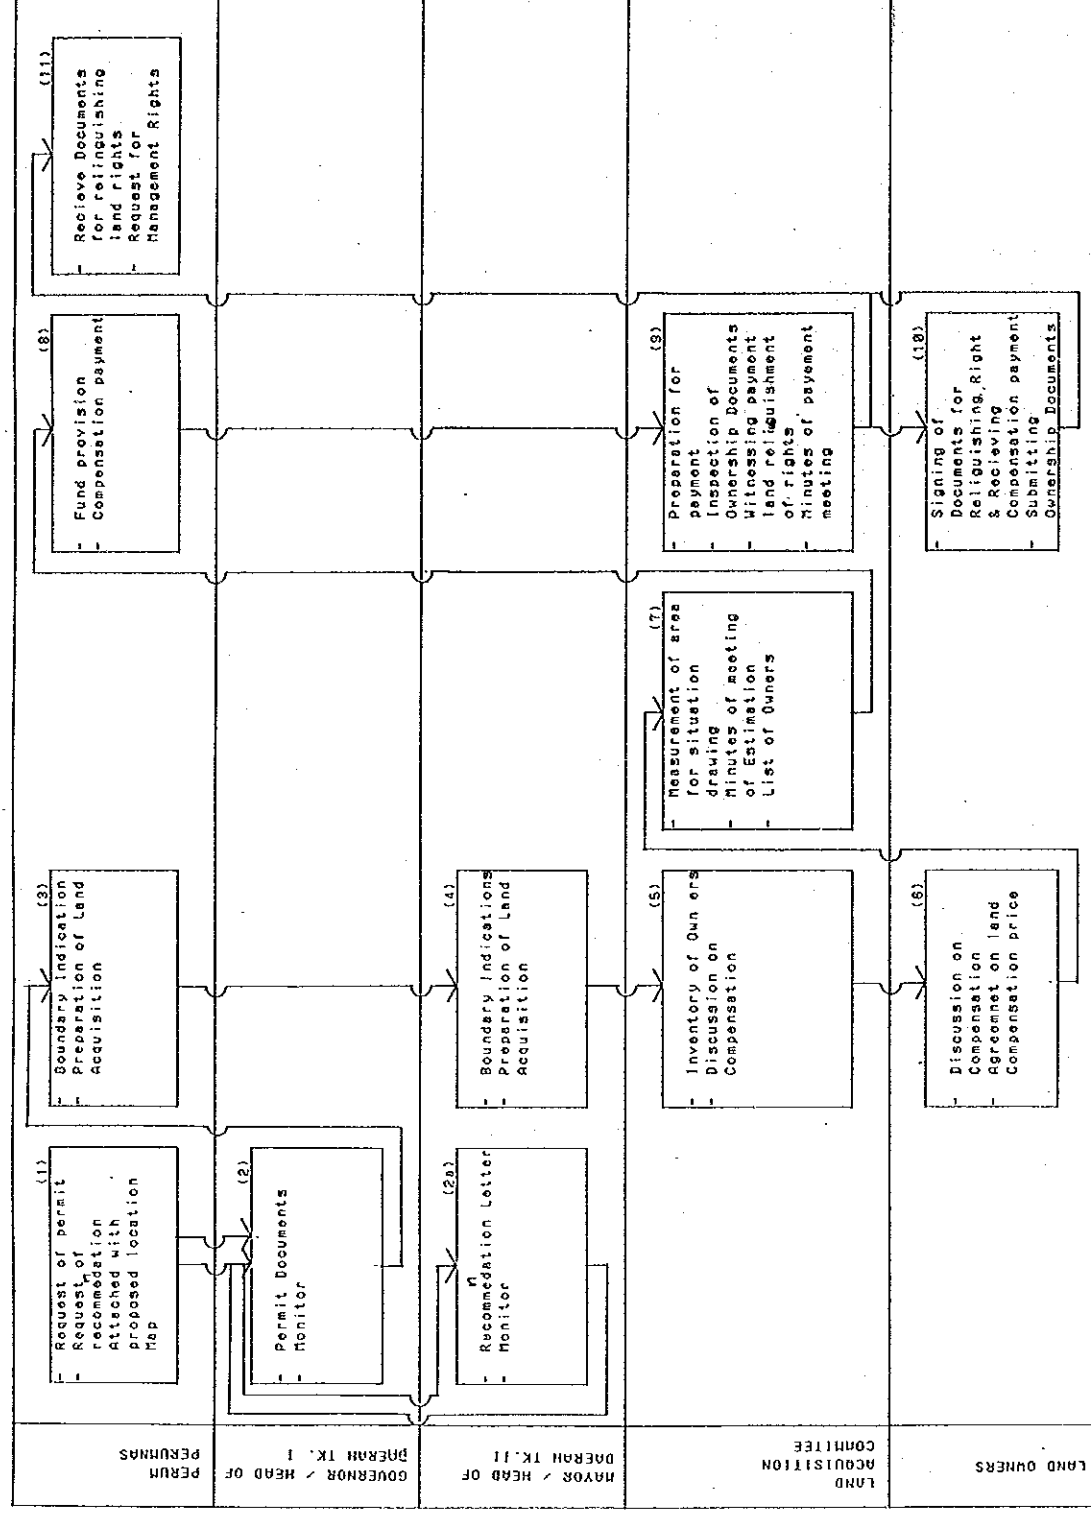 PERUM
PERUMNAS
GOVERNOR / HEAD OF
DAERAH TK. I
MAYOR / HEAD OF
DAERAH TK.II
LAND
ACQUISITION
COMMITTEE
LAND OWNERS
(1)
- Request of permit
- Request of
recommedation
n
Attached with
proposed location
Map
(2)
- Permit Documents
- Monitor
(2a)
- Recommedation Letter
n
- Monitor
(3)
- Boundary Indication
- Preparation of Land
Acquisition
(4)
- Boundary Indications
- Preparation of Land
Acquisition
(5)
- Inventory of Own ers
- Discussion on
Compensation
(6)
- Discussion on
Compensation
- Agreemnet on land
Compensation price
(7)
- Measurement of area
for situation
drawing
- Minutes of meeting
of Estimation
- List of Owners
(8)
- Fund provision
- Compensation payment
(9)
- Preparation for
payment
- Inspection of
Ownership Documents
- Witnessing payment
land relinguishment
of rights
- Minutes of payement
meeting
(10)
- Signing of
Documents for
Religuishing Right
& Recieving
Compensation payment
- Submitting
Ownership Documents
(11)
- Recieve Documents
for relinguishing
land rights
- Request for
Management Rights